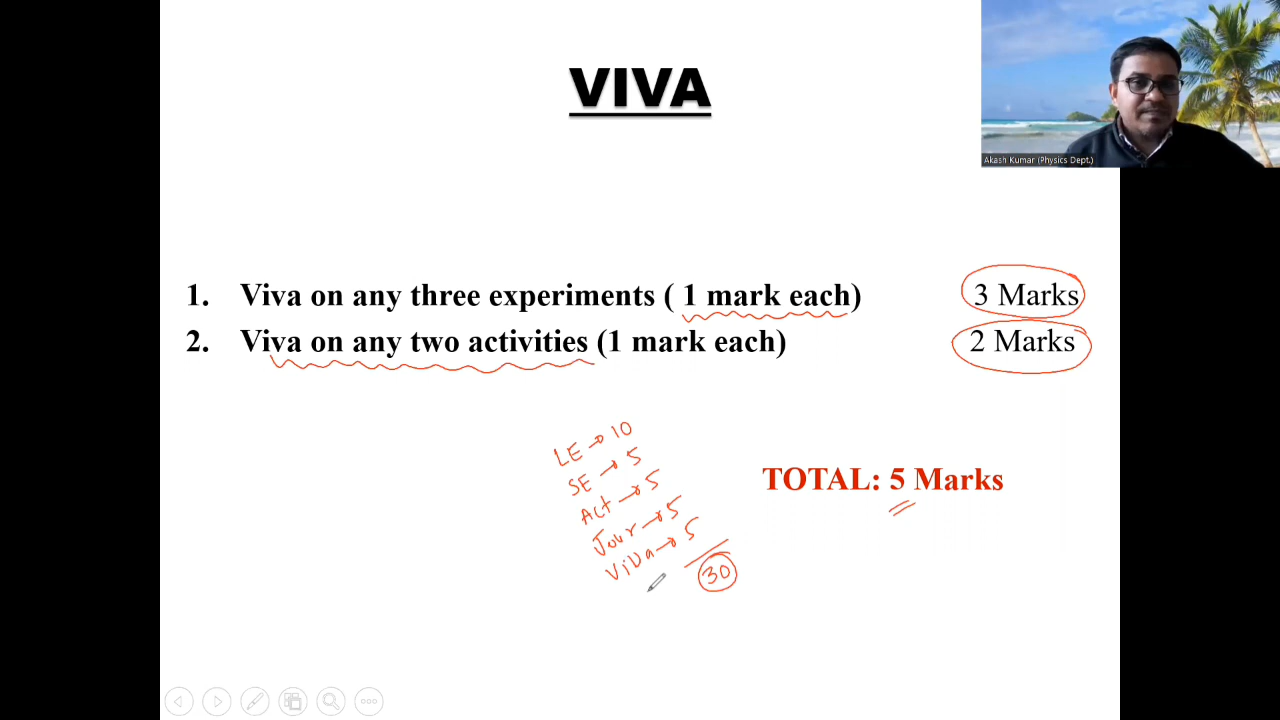 VIVA
Akash Kumar (Physics Dept.)
1. Viva on any three experiments ( 1 mark each) 3 Marks
2. Viva on any two activities (1 mark each) 2 Marks
LE → 10
SE → 5
Act → 5
Jour → 5
Viva → 5
30
TOTAL: 5 Marks